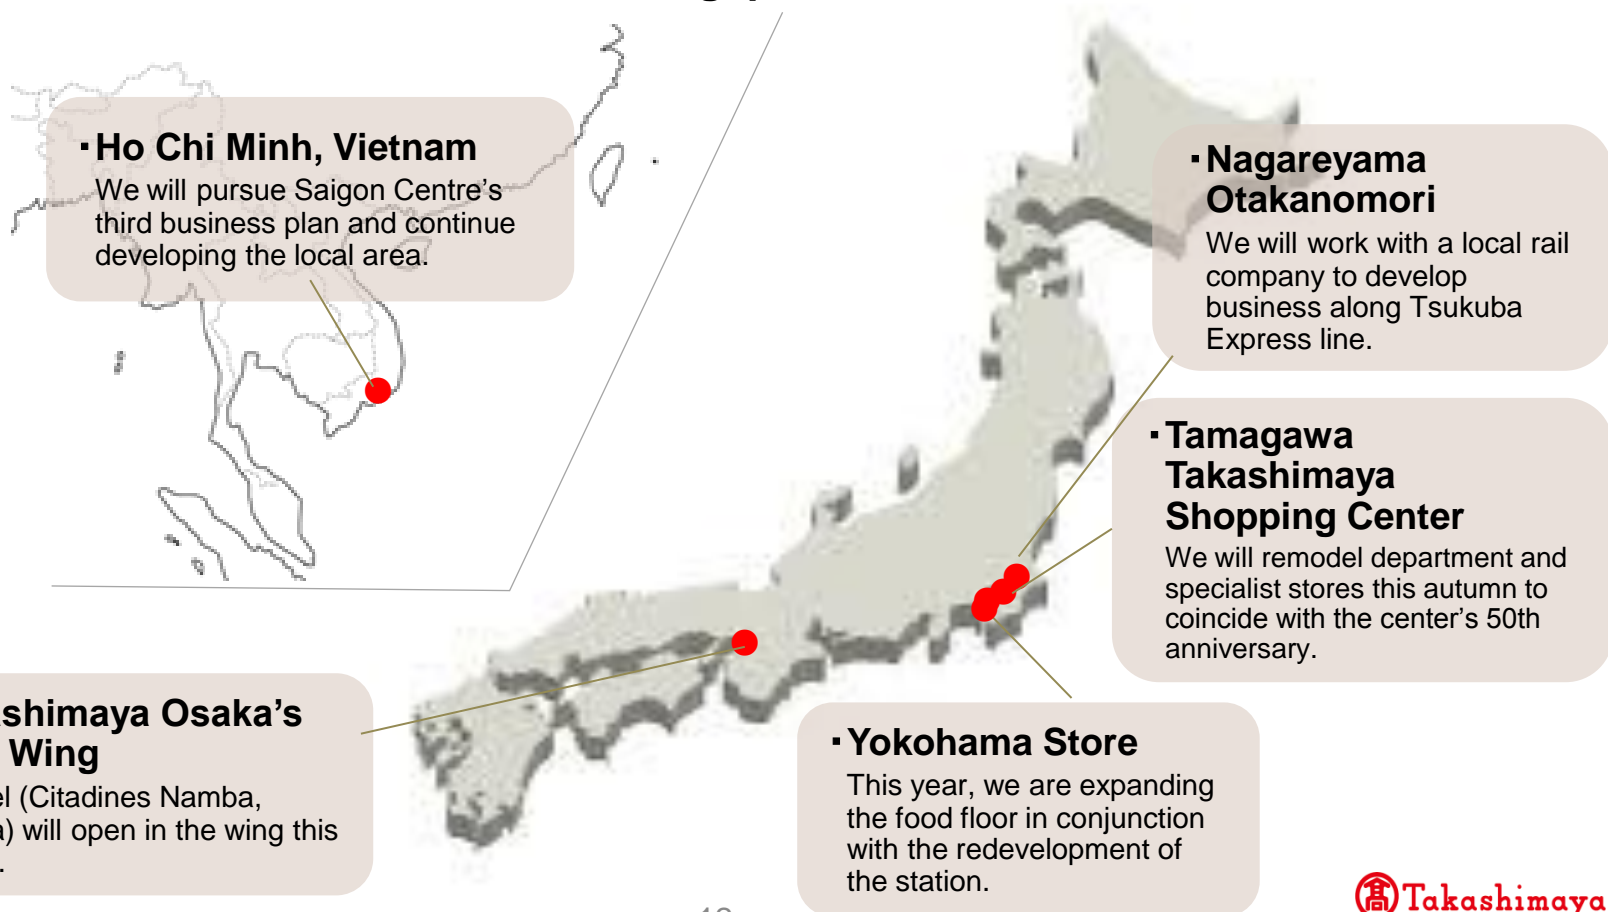 ·Ho Chi Minh, Vietnam
We will pursue Saigon Centre's
third business plan and continue
developing the local area.
·Nagareyama
Otakanomori
We will work with a local rail
company to develop
business along Tsukuba
Express line.
·Tamagawa
Takashimaya
Shopping Center
We will remodel department and
specialist stores this autumn to
coincide with the center's 50th
anniversary.
shimaya Osaka's
Wing
(Citadines Namba,
will open in the wing this
·Yokohama Store
This year, we are expanding
the food floor in conjunction
with the redevelopment of
the station.
髙 Takashimaya